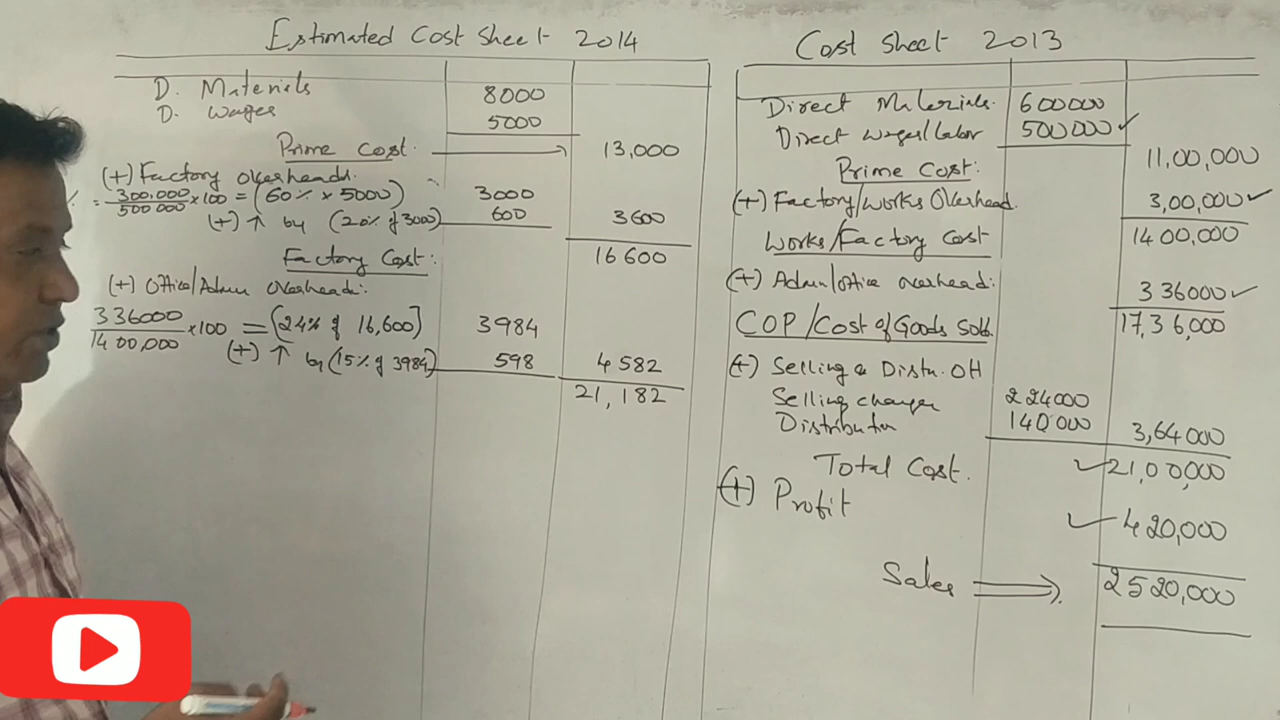 Estimated Cost Sheet 2014
D. Materials 8000
D. Wages 5000
Prime Cost. 13,000
(+) Factory Overheads.
% = 300,000/500000 x 100 = (60% x 5000) 3000
(+) ↑ by (20% of 3000) 600 3600
Factory Cost: 16600
(+) Office/Admn Overhead:
336000/1400,000 x 100 = (24% of 16,600) 3984
(+) ↑ by (15% of 3984) 598 4582
21,182
Cost Sheet 2013
Direct Materials. 600000
Direct wages/labor 500000 ✓
Prime Cost: 11,00,000
(+) Factory/Works Overhead. 3,00,000 ✓
Works/Factory Cost 1400,000
(+) Admn/office overhead: 336000 ✓
COP/Cost of Goods Sold. 17,36,000
(+) Selling & Distn. OH
Selling charges 224000
Distribution 140000 3,64000
Total Cost. ✓ 21,00,000
(+) Profit ✓ 420,000
Sales ⇒ 2520,000